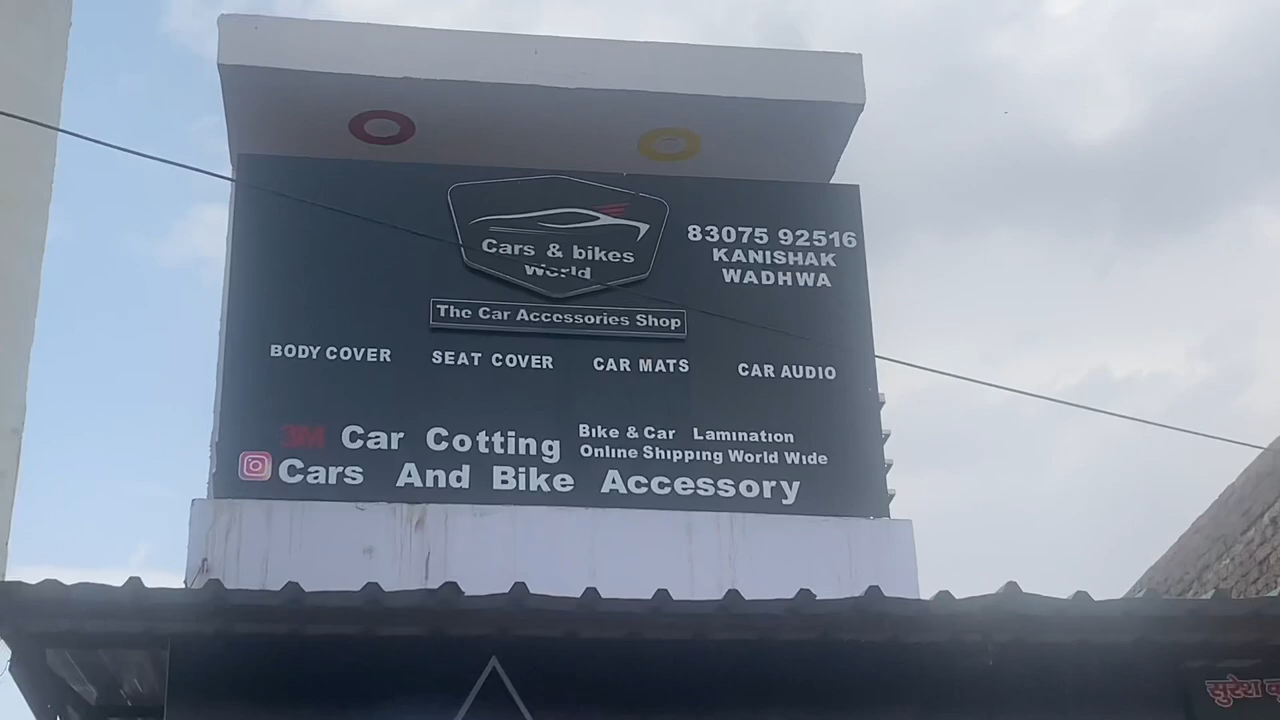 Cars & bikes
World
The Car Accessories Shop
83075 92516
KANISHAK
WADHWA
BODY COVER SEAT COVER CAR MATS CAR AUDIO
3M Car Cotting
Bike & Car Lamination
Online Shipping World Wide
Cars And Bike Accessory
सुरेश